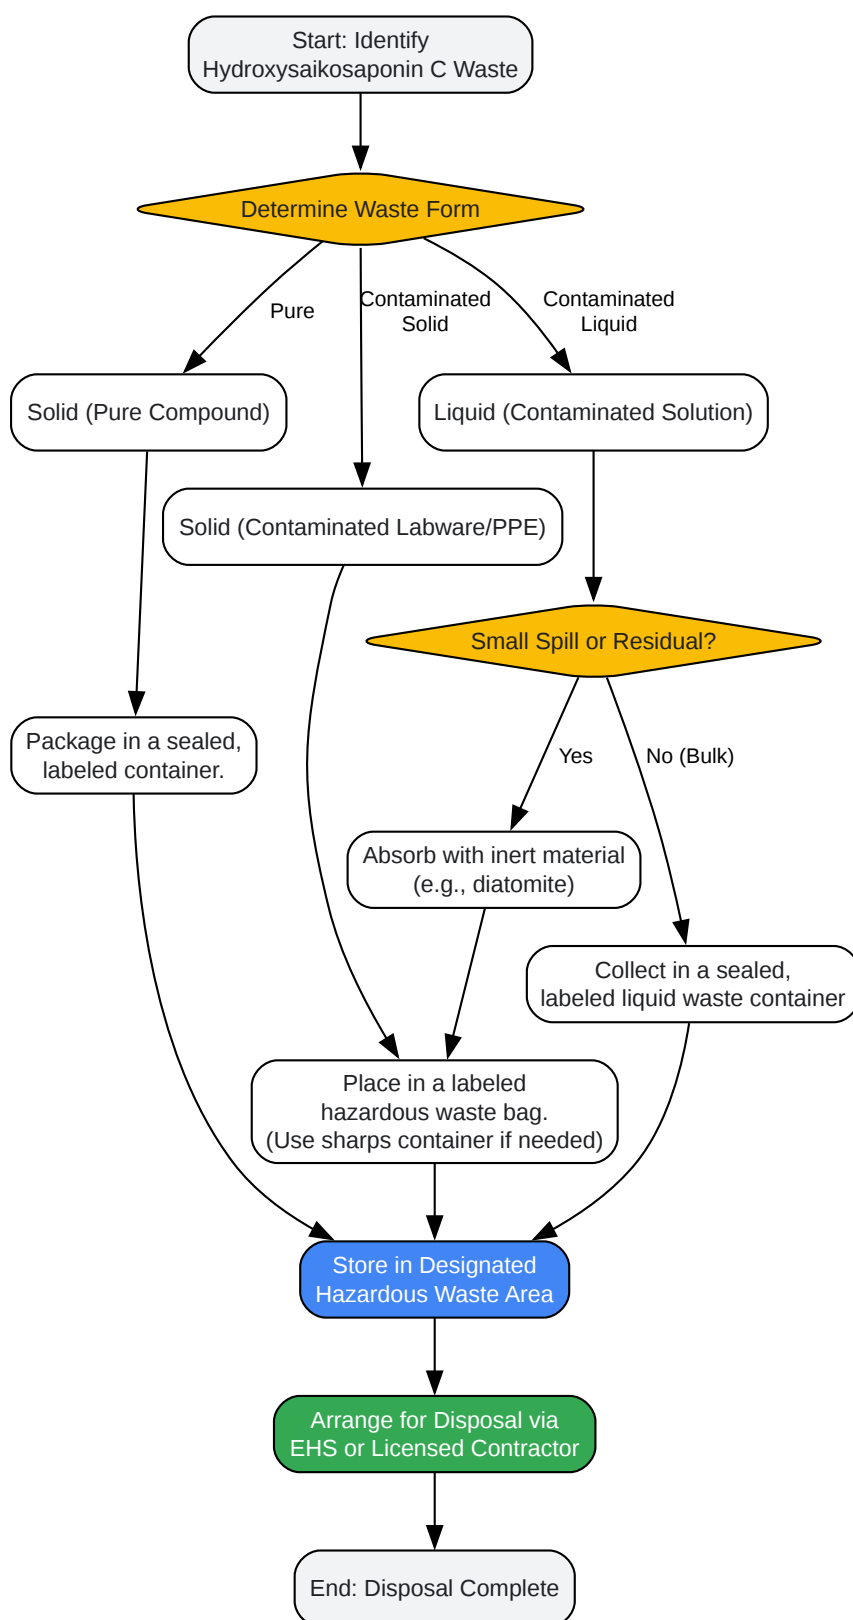 Start: Identify
Hydroxysaikosaponin C Waste
Determine Waste Form
Pure
Contaminated
Solid
Contaminated
Liquid
Solid (Pure Compound)
Liquid (Contaminated Solution)
Solid (Contaminated Labware/PPE)
Small Spill or Residual?
Package in a sealed,
labeled container.
Yes
No (Bulk)
Absorb with inert material
(e.g., diatomite)
Collect in a sealed,
labeled liquid waste container
Place in a labeled
hazardous waste bag.
(Use sharps container if needed)
Store in Designated
Hazardous Waste Area
Arrange for Disposal via
EHS or Licensed Contractor
End: Disposal Complete